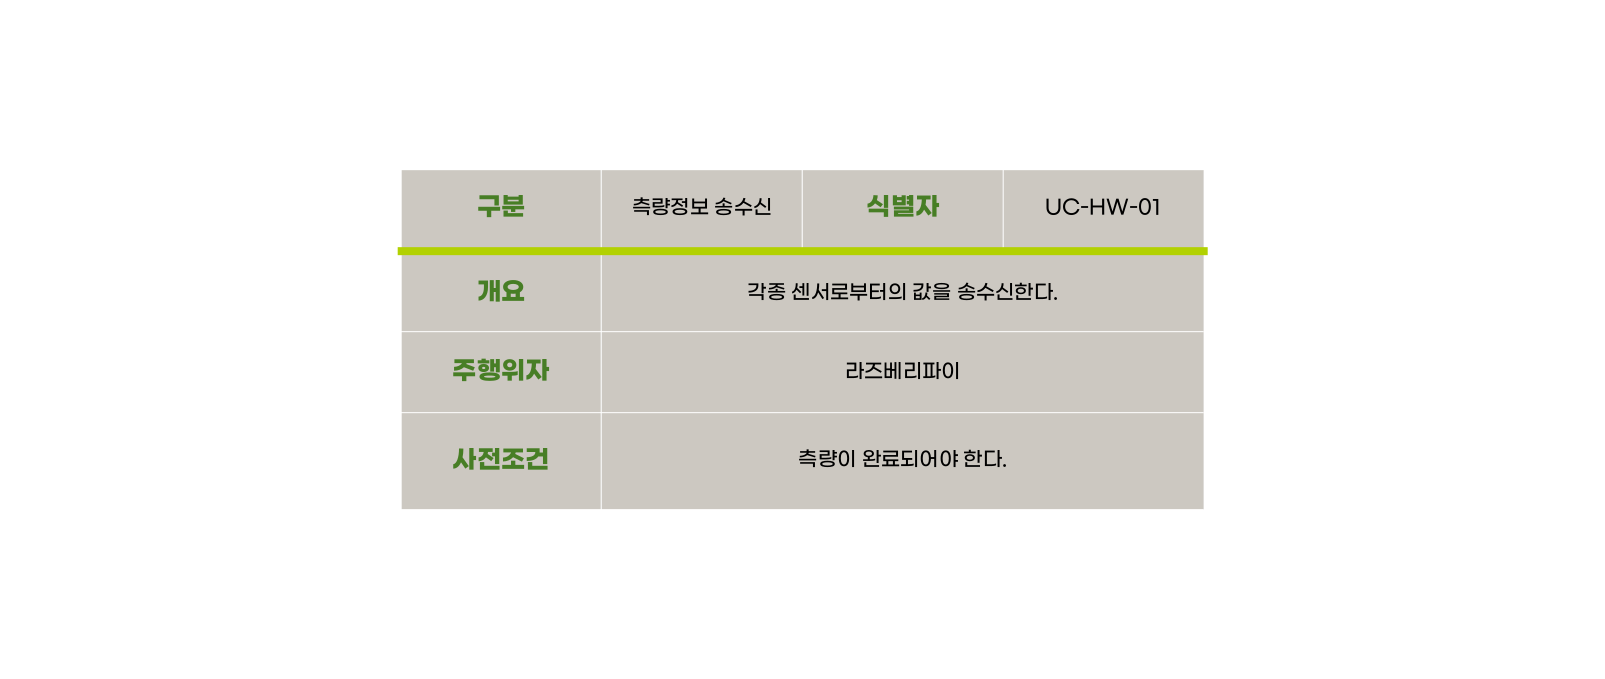 구분 측량정보 송수신 식별자 UC-HW-01
개요 각종 센서로부터의 값을 송수신한다.
주행위자 라즈베리파이
사전조건 측량이 완료되어야 한다.